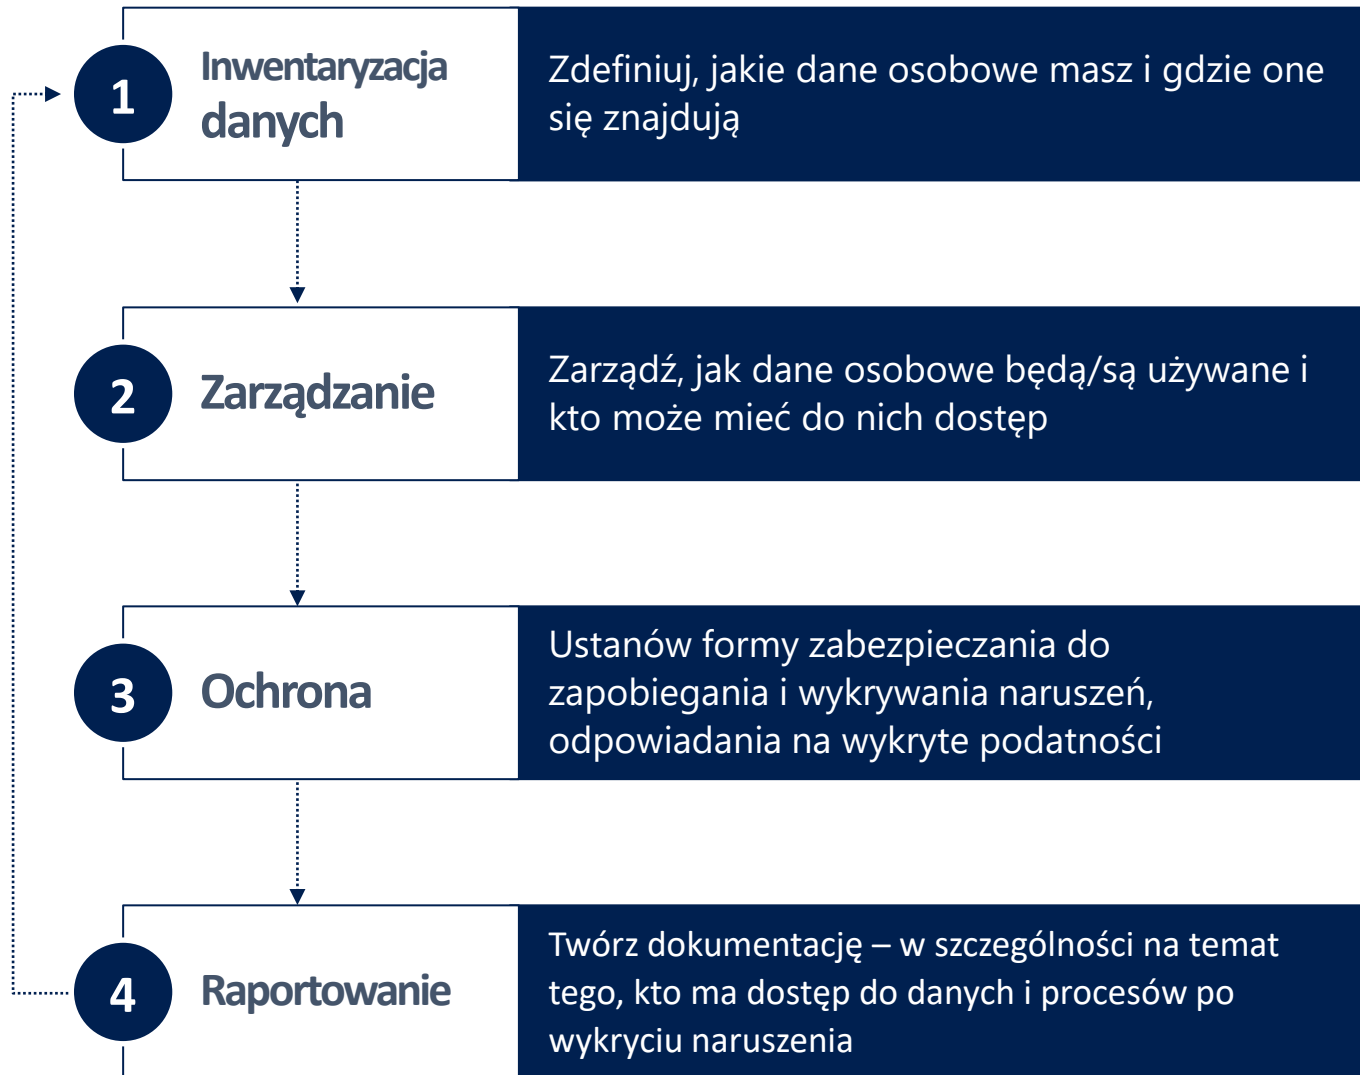 1
Inwentaryzacja
danych
Zdefiniuj, jakie dane osobowe masz i gdzie one
się znajdują
2
Zarządzanie
Zarządź, jak dane osobowe będą/są używane i
kto może mieć do nich dostęp
3
Ochrona
Ustanów formy zabezpieczania do
zapobiegania i wykrywania naruszeń,
odpowiadania na wykryte podatności
4
Raportowanie
Twórz dokumentację – w szczególności na temat
tego, kto ma dostęp do danych i procesów po
wykryciu naruszenia